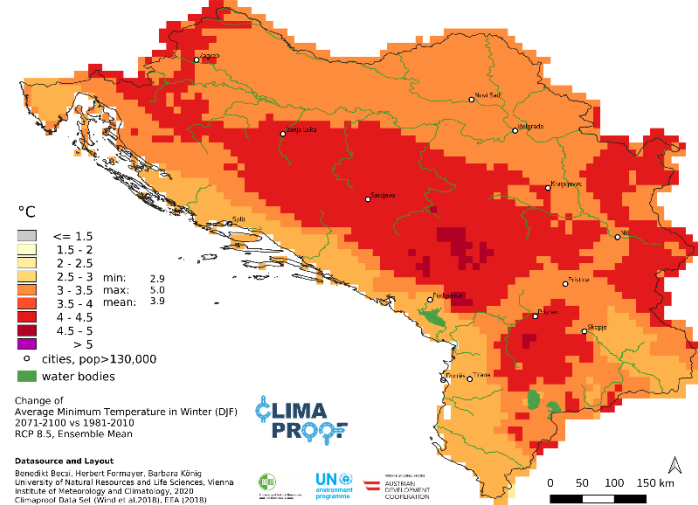 Zagreb
Novi Sad
Belgrade
Banja Luka
Kragujevac
Sarajevo
Split
Niš
Pristina
Podgorica
Prizren
Skopje
Durrës
Tirana
°C
<= 1.5
1.5 - 2
2 - 2.5
2.5 - 3
3 - 3.5
3.5 - 4
4 - 4.5
4.5 - 5
> 5
min: 2.9
max: 5.0
mean: 3.9
cities, pop>130,000
water bodies
Change of
Average Minimum Temperature in Winter (DJF)
2071-2100 vs 1981-2010
RCP 8.5, Ensemble Mean
CLIMA
PROOF
Datasource and Layout
Benedikt Becsi, Herbert Formayer, Barbara König
University of Natural Resources and Life Sciences, Vienna
Institute of Meteorology and Climatology, 2020
Climaproof Data Set (Wind et al.2018), EEA (2018)
UN
environment
programme
AUSTRIAN
DEVELOPMENT
COOPERATION
0 50 100 150 km